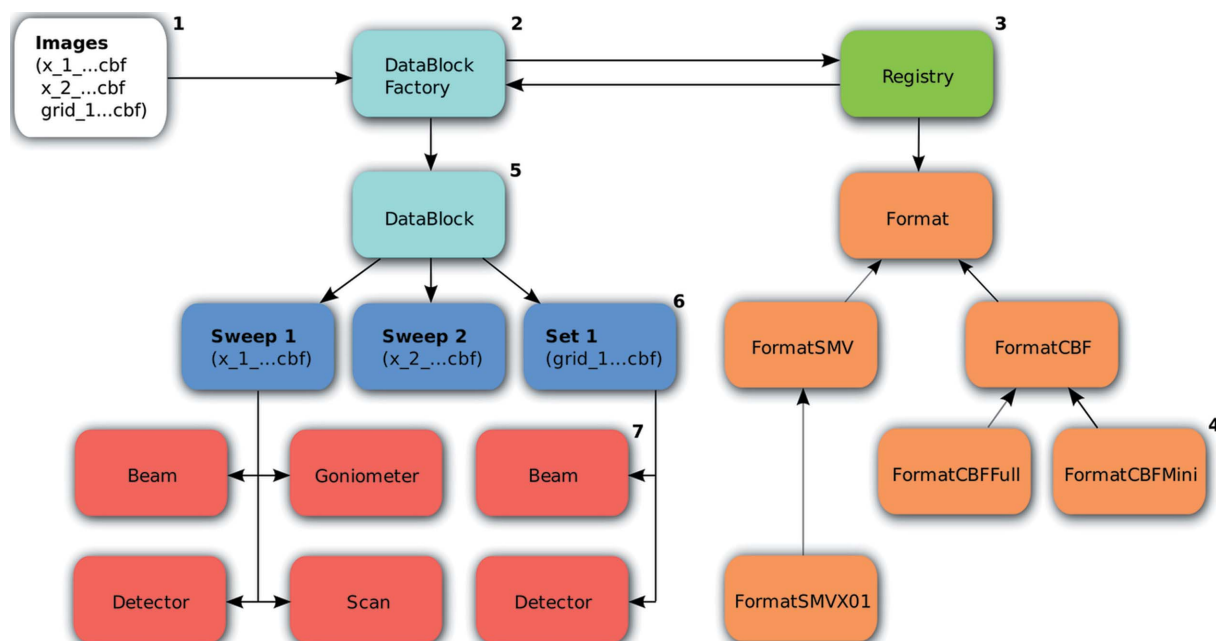 1
Images
(x_1_...cbf
x_2_...cbf
grid_1...cbf)
2
DataBlock
Factory
3
Registry
5
DataBlock
Format
6
Sweep 1
(x_1_...cbf)
Sweep 2
(x_2_...cbf)
Set 1
(grid_1...cbf)
FormatSMV
FormatCBF
7
Beam
Goniometer
Beam
4
FormatCBFFull
FormatCBFMini
Detector
Scan
Detector
FormatSMVX01